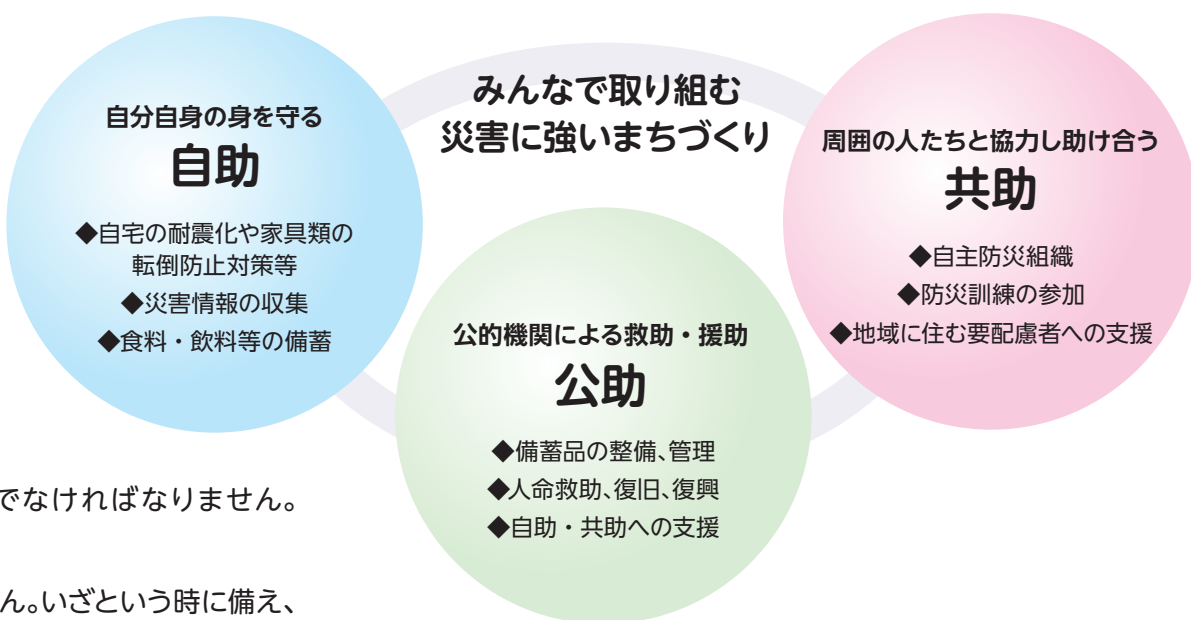 みんなで取り組む
災害に強いまちづくり
自分自身の身を守る
自助
◆自宅の耐震化や家具類の
転倒防止対策等
◆災害情報の収集
◆食料・飲料等の備蓄
周囲の人たちと協力し助け合う
共助
◆自主防災組織
◆防災訓練の参加
◆地域に住む要配慮者への支援
公的機関による救助・援助
公助
◆備蓄品の整備、管理
◆人命救助、復旧、復興
◆自助・共助への支援
でなければなりません。
ん。いざという時に備え、